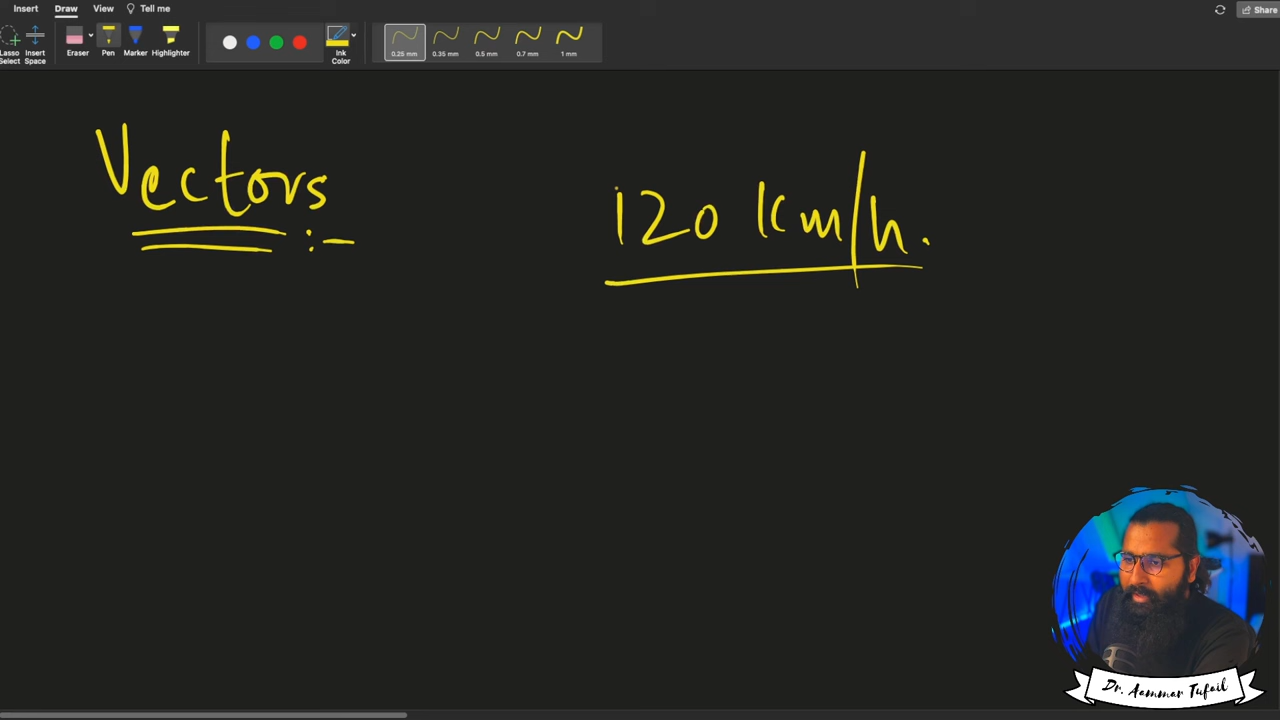 Insert Draw View Tell me Share
Lasso Select Insert Space Eraser Pen Marker Highlighter Ink Color 0.25 mm 0.35 mm 0.5 mm 0.7 mm 1 mm
Vectors :-
120 Km/h.
Dr. Aammar Tufail